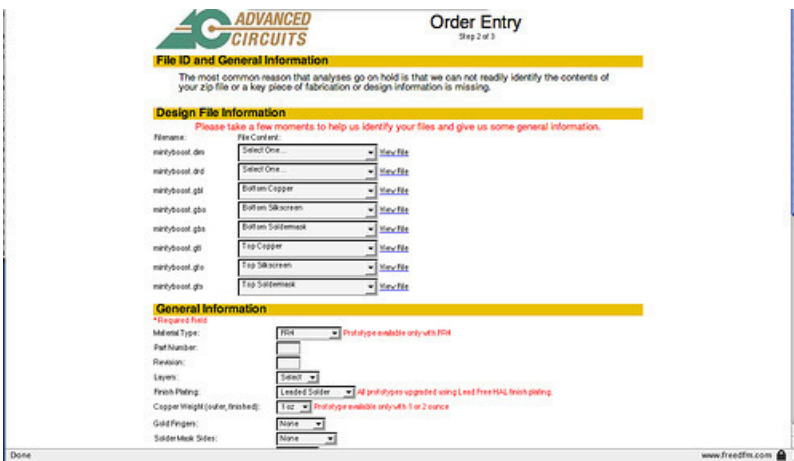 ADVANCED
CIRCUITS
Order Entry
Step 2 of 3
File ID and General Information
The most common reason that analyses go on hold is that we can not readily identify the contents of
your zip file or a key piece of fabrication or design information is missing.
Design File Information
Please take a few moments to help us identify your files and give us some general information.
Filename: File Content:
mintyboost.dim Select One... View File
mintyboost.drd Select One... View File
mintyboost.gbl Bottom Copper View File
mintyboost.gbo Bottom Silkscreen View File
mintyboost.gbs Bottom Soldermask View File
mintyboost.gtl Top Copper View File
mintyboost.gto Top Silkscreen View File
mintyboost.gts Top Soldermask View File
General Information
*Required Field
Material Type: FR4 Prototype available only with FR4
Part Number:
Revision:
Layers: Select
Finish Plating: Leaded Solder All prototypes upgraded using Lead Free HAL finish plating.
Copper Weight (outer, finished): 1 oz Prototype available only with 1 or 2 ounce
Gold Fingers: None
Solder Mask Sides: None
Done www.freedfm.com